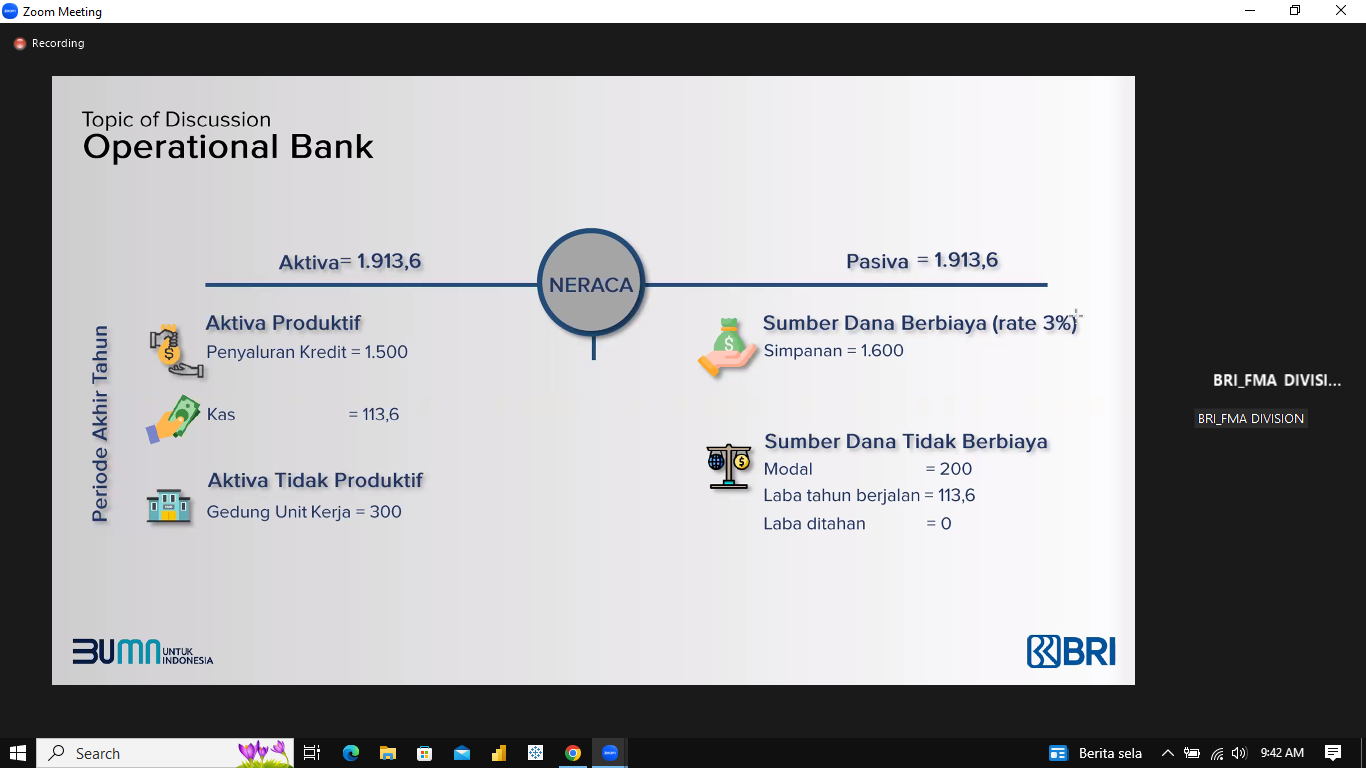 Zoom Meeting
Recording
Topic of Discussion
Operational Bank
Aktiva= 1.913,6
NERACA
Pasiva = 1.913,6
Periode Akhir Tahun
Aktiva Produktif
Penyaluran Kredit = 1.500
Kas = 113,6
Aktiva Tidak Produktif
Gedung Unit Kerja = 300
Sumber Dana Berbiaya (rate 3%)
Simpanan = 1.600
Sumber Dana Tidak Berbiaya
Modal = 200
Laba tahun berjalan = 113,6
Laba ditahan = 0
BUMN UNTUK
INDONESIA
BRI
BRI_FMA DIVISI...
BRI_FMA DIVISION
Search
zoom
Berita sela
9:42 AM